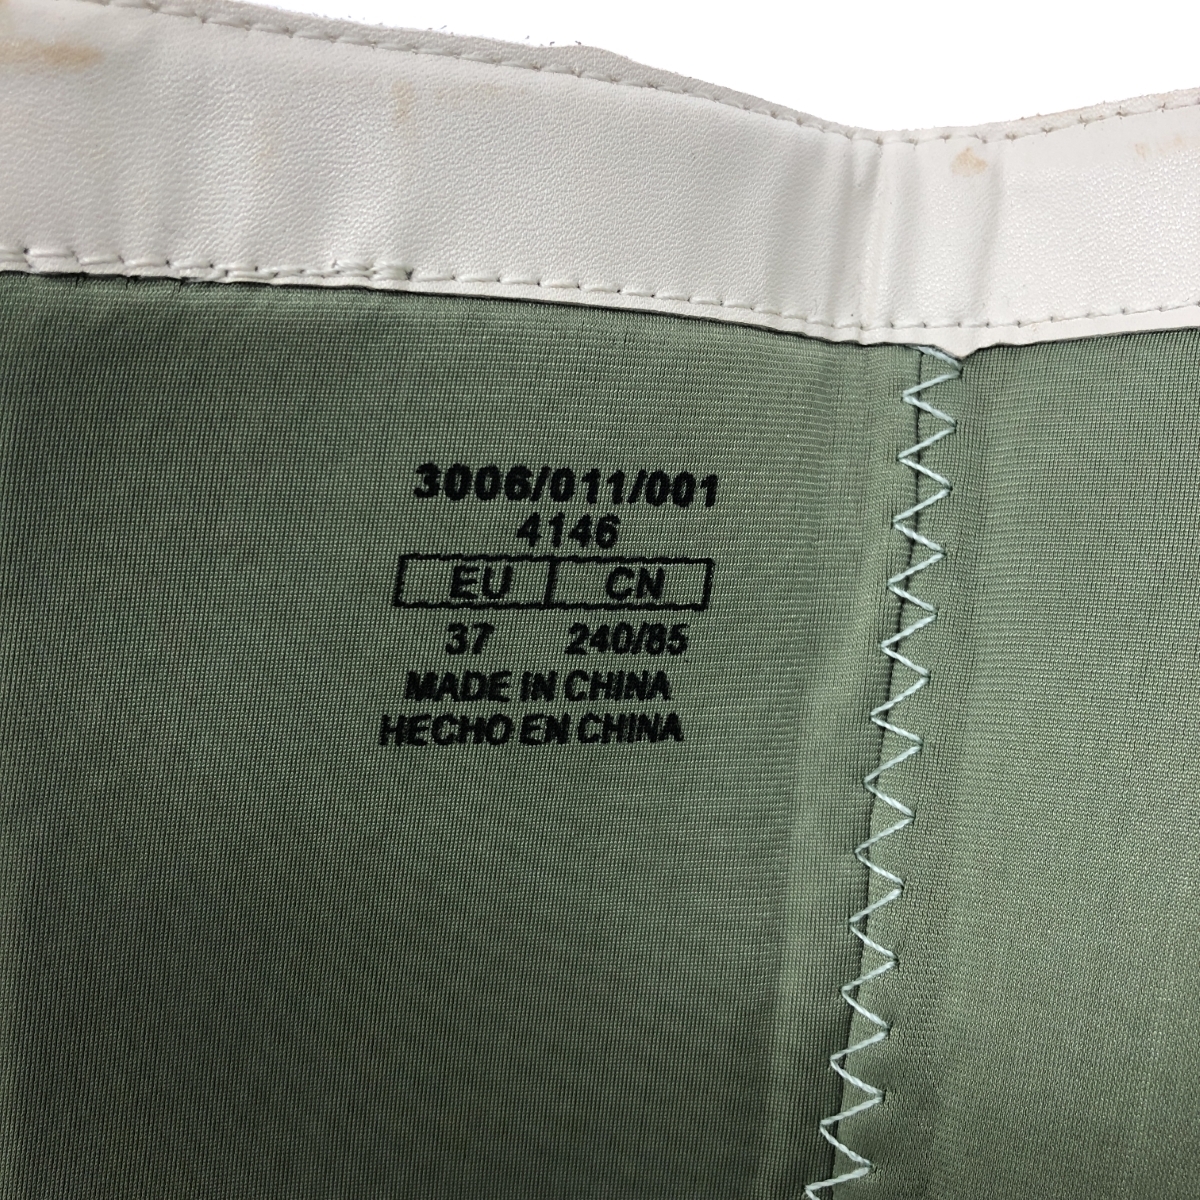 3006/011/001
4146
EU CN
37 240/85
MADE IN CHINA
HECHO EN CHINA